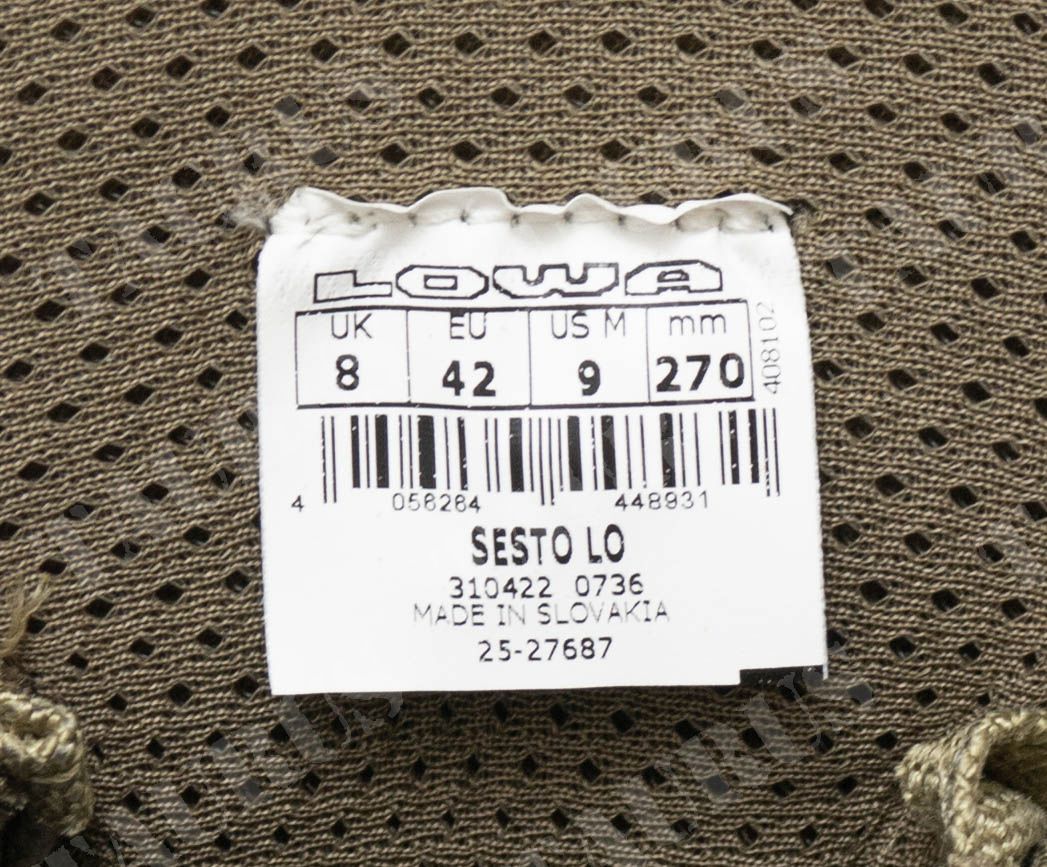 LOWA
UK EU US M mm
8 42 9 270
408102
4 056284 448931
SESTO LO
310422 0736
MADE IN SLOVAKIA
25-27687